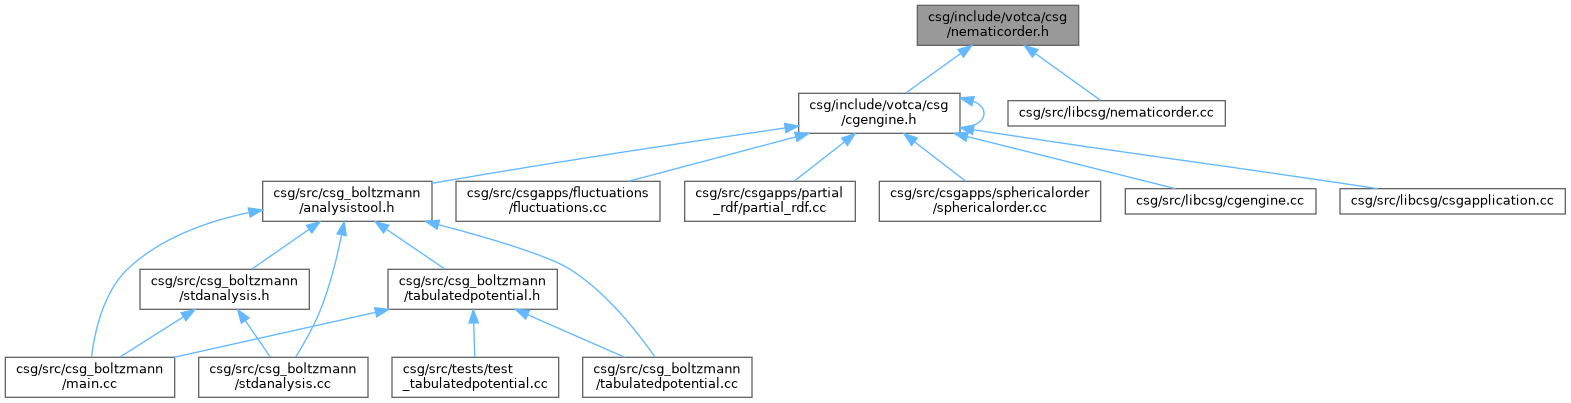 csg/include/votca/csg
/nematicorder.h
csg/include/votca/csg
/cgengine.h
csg/src/libcsg/nematicorder.cc
csg/src/csg_boltzmann
/analysistool.h
csg/src/csgapps/fluctuations
/fluctuations.cc
csg/src/csgapps/partial
_rdf/partial_rdf.cc
csg/src/csgapps/sphericalorder
/sphericalorder.cc
csg/src/libcsg/cgengine.cc
csg/src/libcsg/csgapplication.cc
csg/src/csg_boltzmann
/stdanalysis.h
csg/src/csg_boltzmann
/tabulatedpotential.h
csg/src/csg_boltzmann
/main.cc
csg/src/csg_boltzmann
/stdanalysis.cc
csg/src/tests/test
_tabulatedpotential.cc
csg/src/csg_boltzmann
/tabulatedpotential.cc